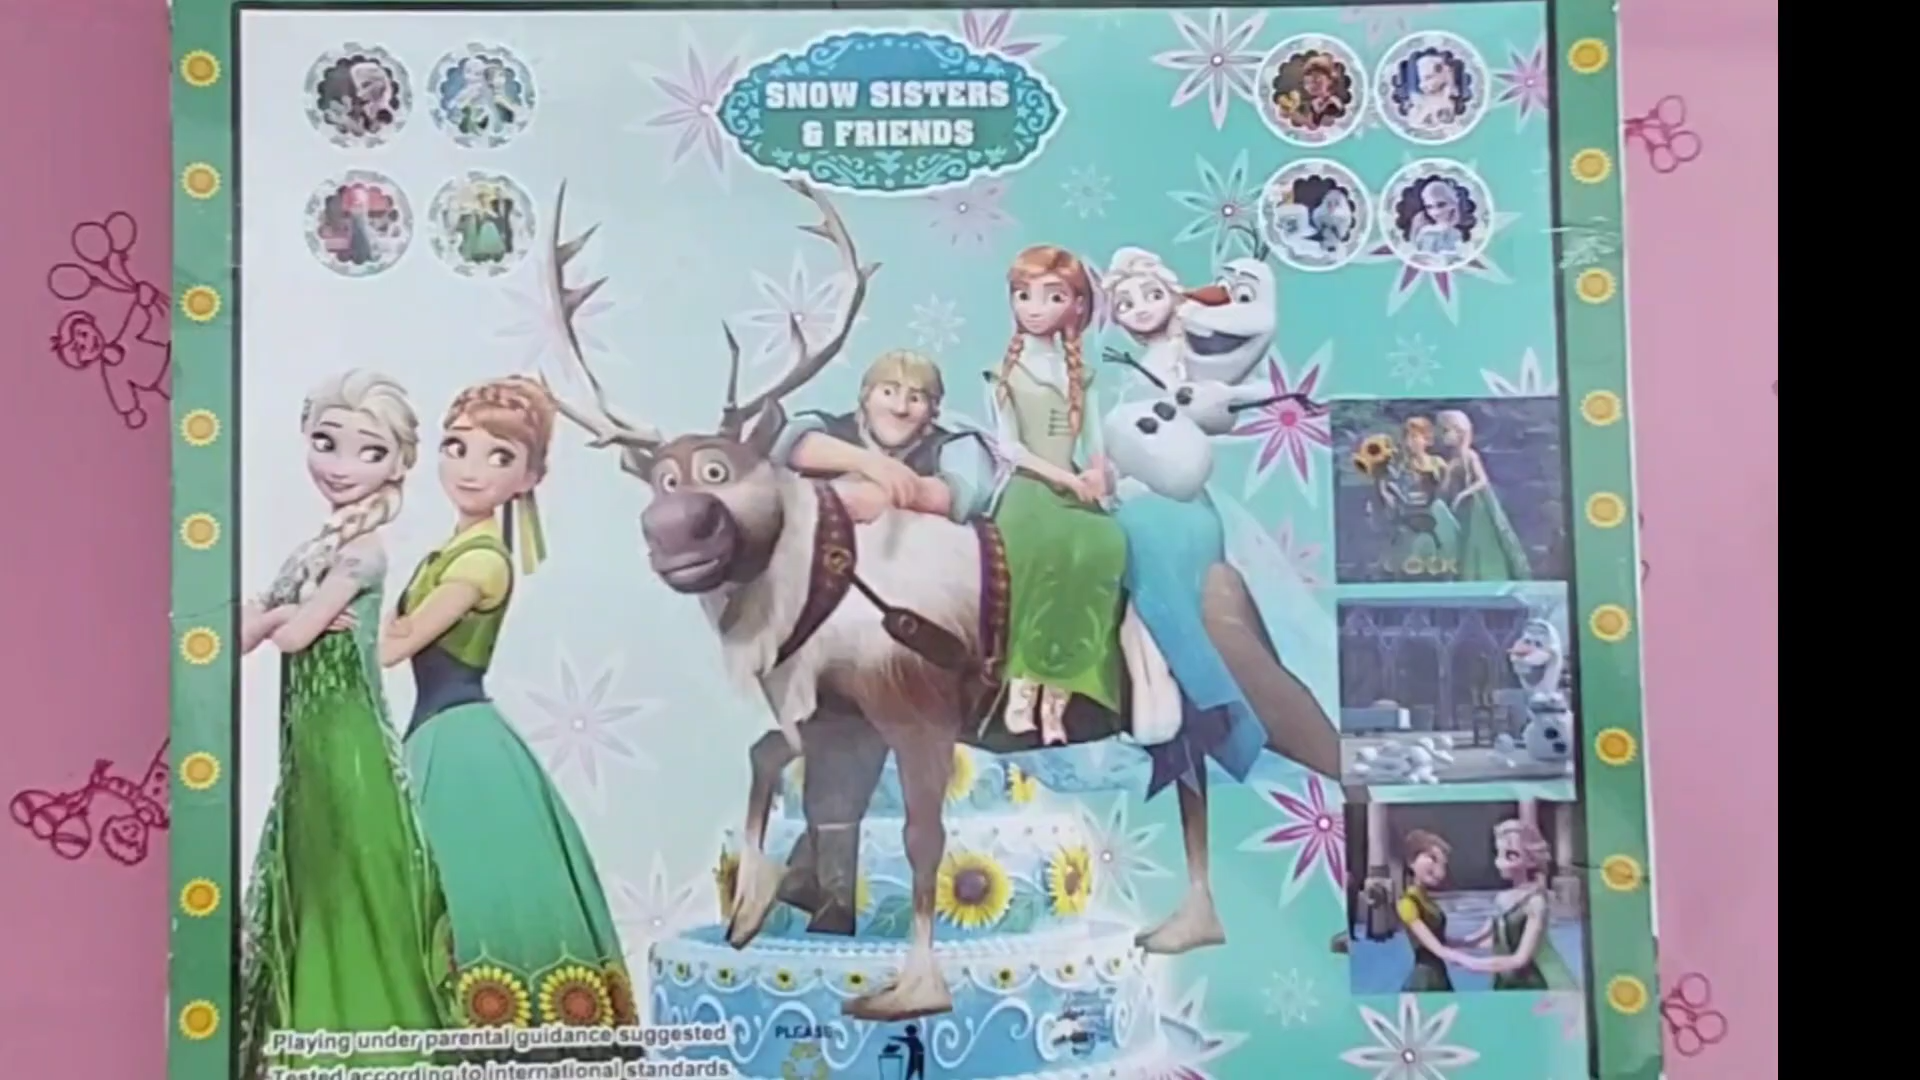 SNOW SISTERS
& FRIENDS
Playing under parental guidance suggested
PLEASE
Tested according to international standards